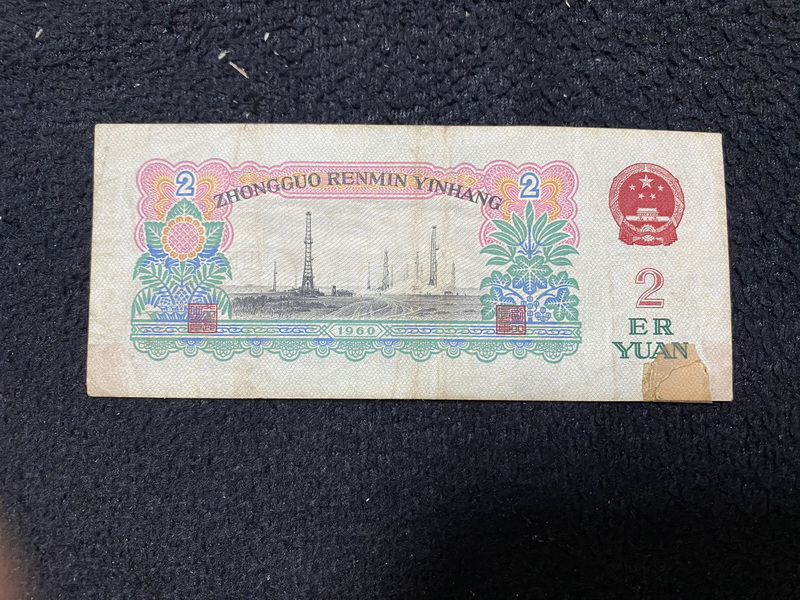 2 2
ZHONGGUO RENMIN YINHANG
1960
2
ER
YUAN